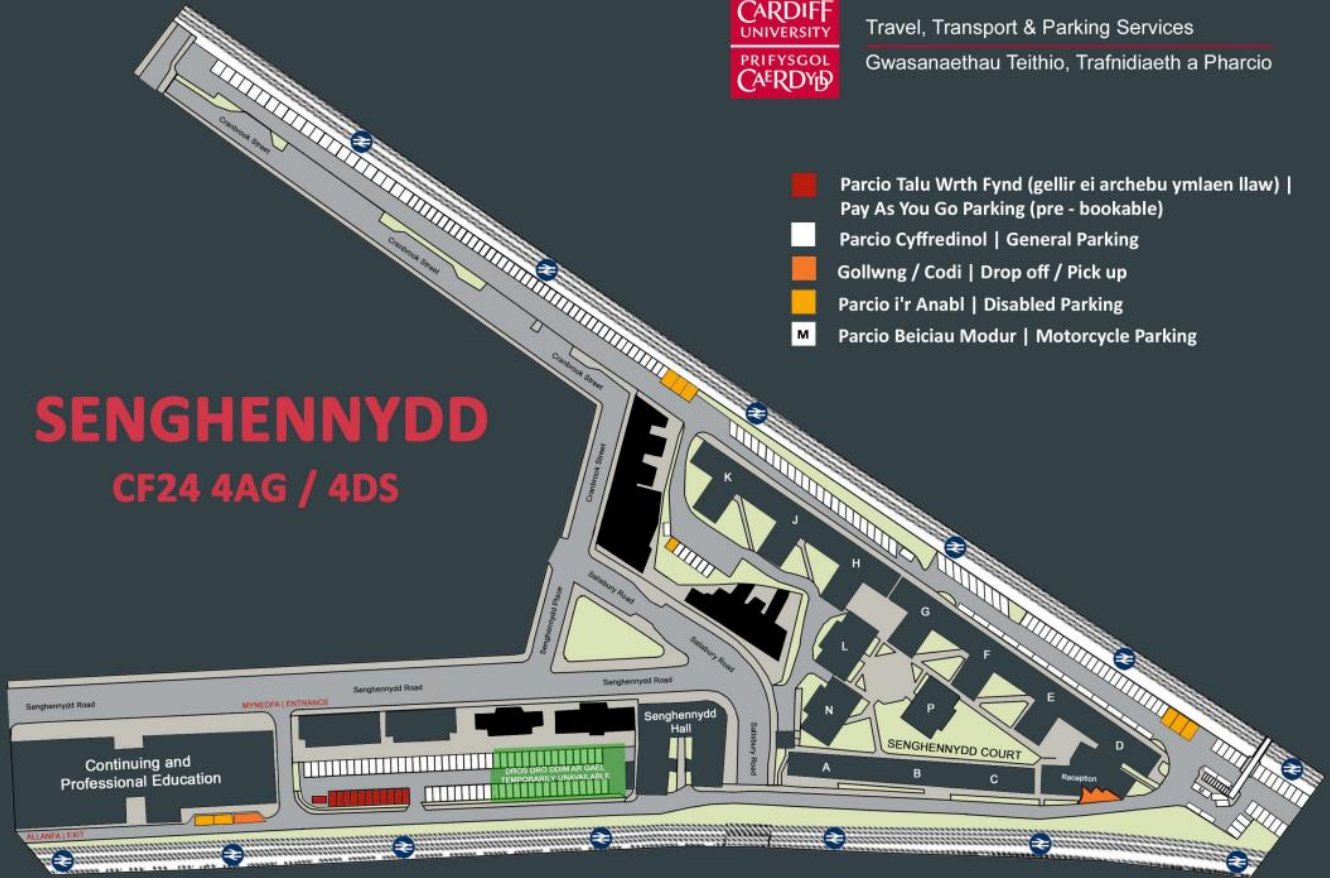 CARDIFF
UNIVERSITY
PRIFYSGOL
CAERDYDD
Travel, Transport & Parking Services
Gwasanaethau Teithio, Trafnidiaeth a Pharcio
Parcio Talu Wrth Fynd (gellir ei archebu ymlaen llaw) |
Pay As You Go Parking (pre - bookable)
Parcio Cyffredinol | General Parking
Gollwng / Codi | Drop off / Pick up
Parcio i'r Anabl | Disabled Parking
M Parcio Beiciau Modur | Motorcycle Parking
SENGHENNYDD
CF24 4AG / 4DS
Cranbrook Street
Cranbrook Street
Cranbrook Street
Cranbrook Street
K
J
H
G
F
E
D
L
N
P
SENGHENNYDD COURT
A
B
C
Reception
Salisbury Road
Salisbury Road
Salisbury Road
Senghennydd Place
Senghennydd Road
Senghennydd Road
Senghennydd Road
MYNEDFA | ENTRANCE
Senghennydd
Hall
Continuing and
Professional Education
DROS DRO DDIM AR GAEL
TEMPORARILY UNAVAILABLE
ALLANFA | EXIT